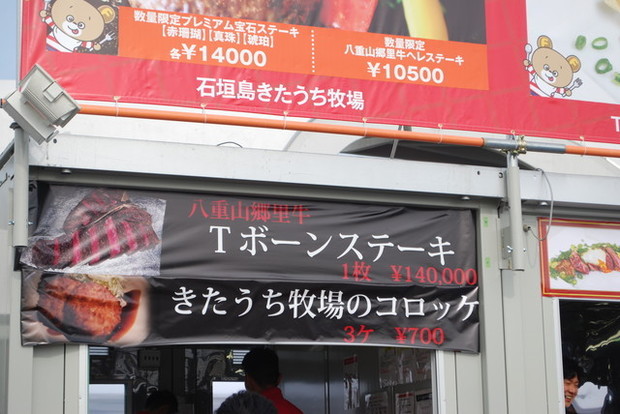 数量限定プレミアム宝石ステーキ
【赤珊瑚】【真珠】【琥珀】
各¥14000
数量限定
八重山郷里牛ヘレステーキ
¥10500
石垣島きたうち牧場
八重山郷里牛
Tボーンステーキ
1枚 ¥140,000
きたうち牧場のコロッケ
3ケ ¥700